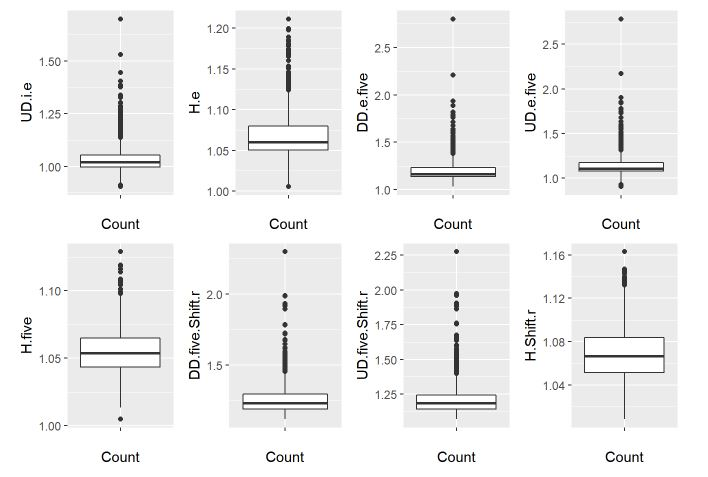 UD.i.e
1.50
1.25
1.00
Count
H.e
1.20
1.15
1.10
1.05
1.00
Count
DD.e.five
2.5
2.0
1.5
1.0
Count
UD.e.five
2.5
2.0
1.5
1.0
Count
H.five
1.10
1.05
1.00
Count
DD.five.Shift.r
2.0
1.5
Count
UD.five.Shift.r
2.25
2.00
1.75
1.50
1.25
Count
H.Shift.r
1.16
1.12
1.08
1.04
Count